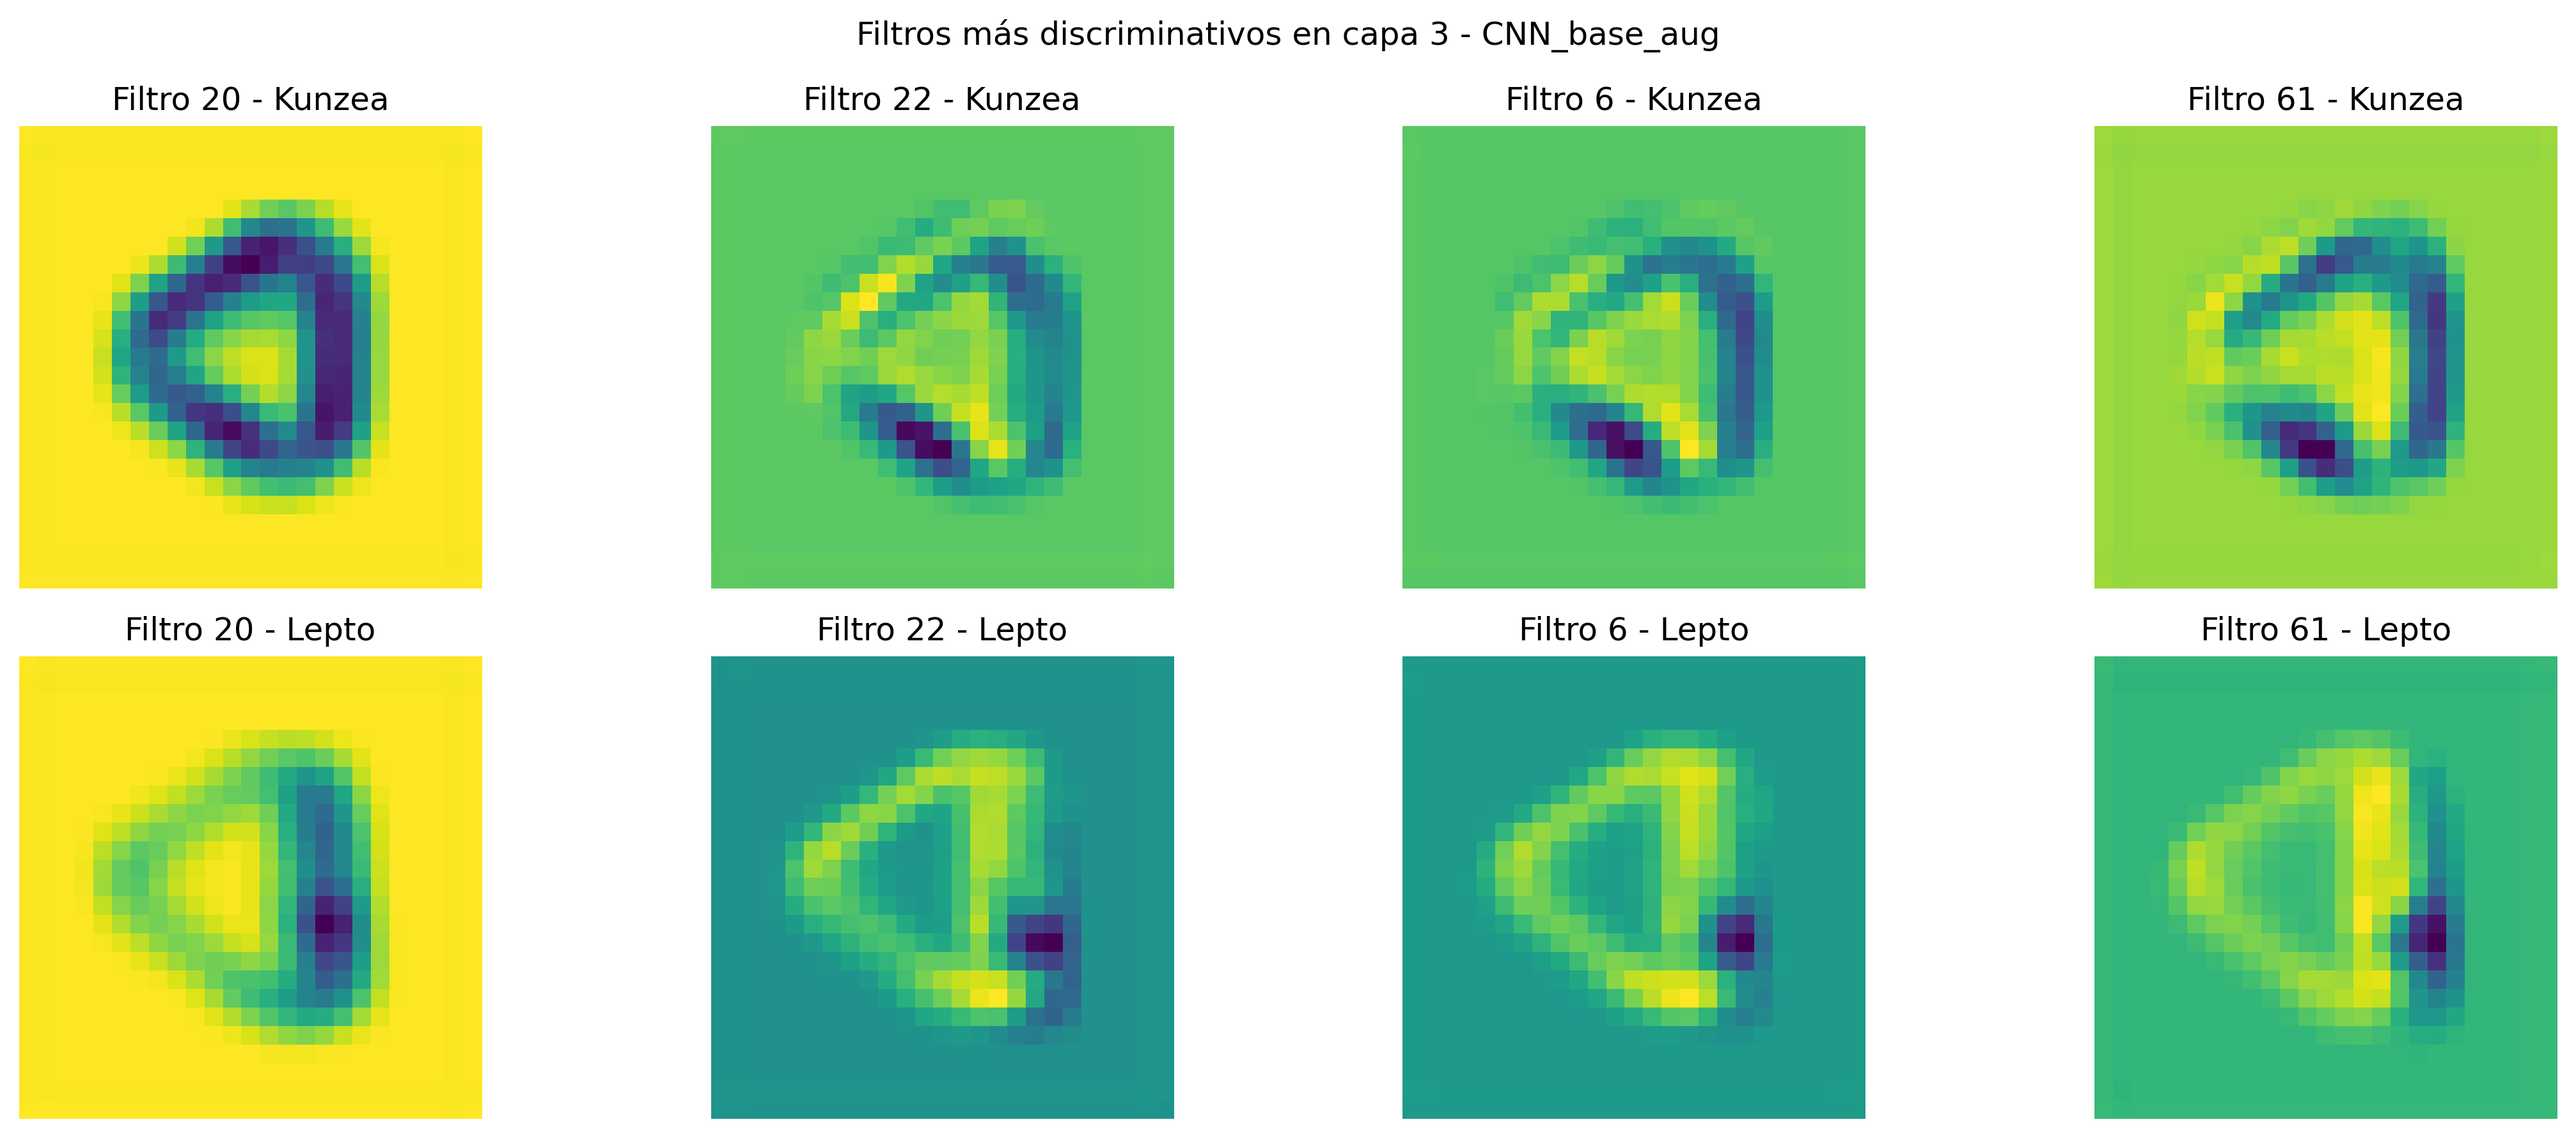 Filtros más discriminativos en capa 3 - CNN_base_aug
Filtro 20 - Kunzea
Filtro 22 - Kunzea
Filtro 6 - Kunzea
Filtro 61 - Kunzea
Filtro 20 - Lepto
Filtro 22 - Lepto
Filtro 6 - Lepto
Filtro 61 - Lepto